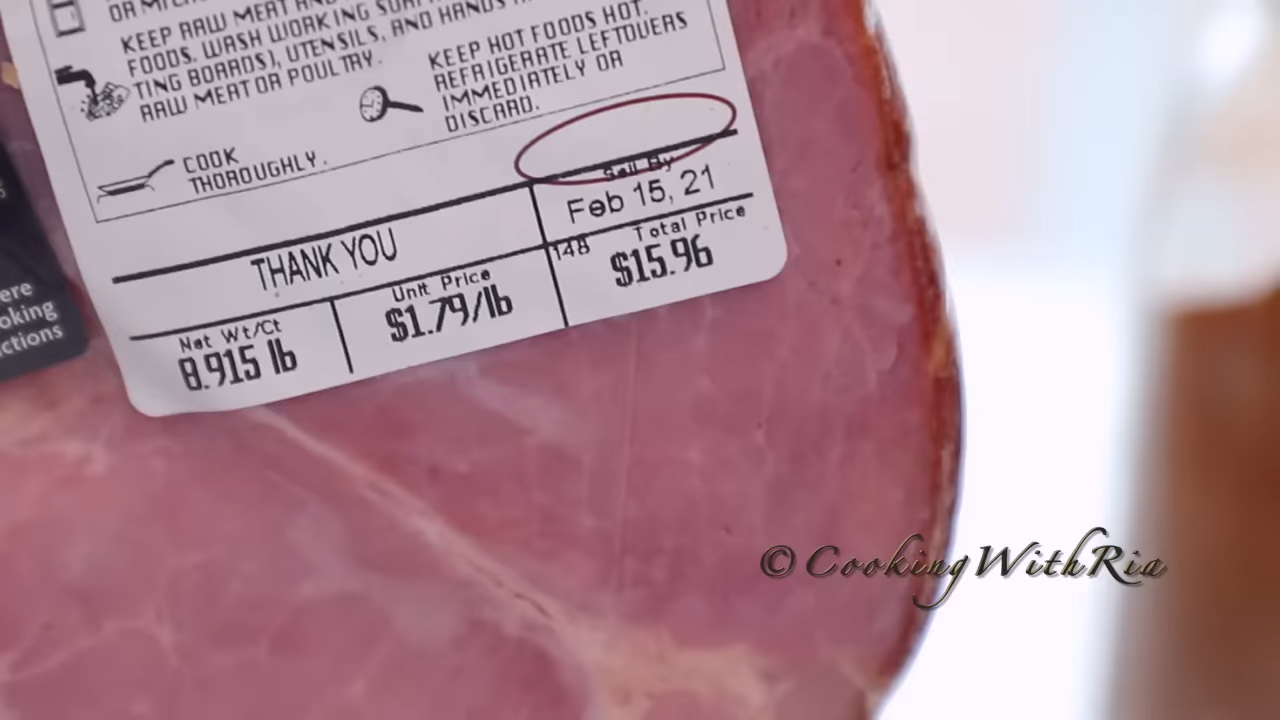 KEEP RAW MEAT AND
FOODS. WASH WORKING
TING BOARDS), UTENSILS, AND HANDS
RAW MEAT OR POULTRY.
KEEP HOT FOODS HOT.
REFRIGERATE LEFTOVERS
IMMEDIATELY OR
DISCARD.
COOK
THOROUGHLY.
Sell By
Feb 15, 21
THANK YOU
148 Total Price
$15.96
Unit Price
$1.79/lb
Net Wt/Ct
8.915 lb
ere
oking
ctions
© CookingWithRia